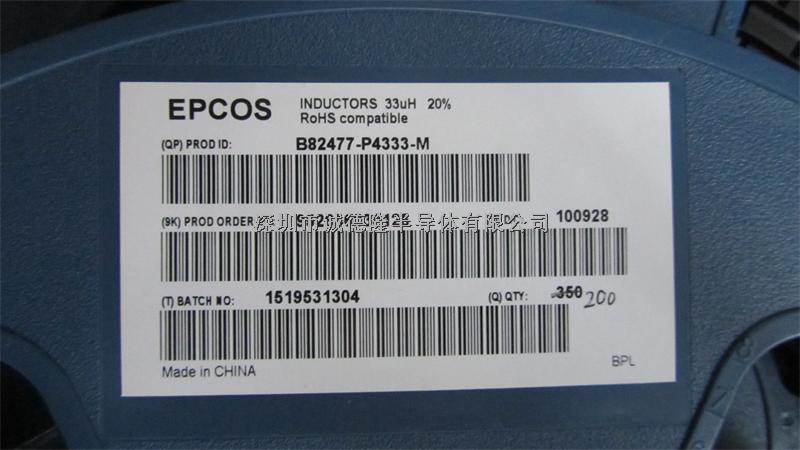 EPCOS
INDUCTORS 33uH 20%
RoHS compatible
(QP) PROD ID: B82477-P4333-M
(9K) PROD ORDER 100928
深圳市诚德隆半导体有限公司
(T) BATCH NO: 1519531304 (Q) QTY: 350 200
Made in CHINA BPL